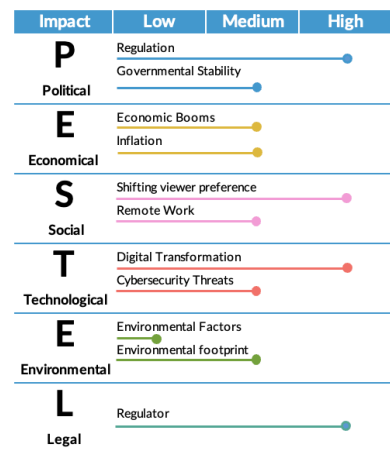 Impact Low Medium High
P
Political
Regulation
Governmental Stability
E
Economical
Economic Booms
Inflation
S
Social
Shifting viewer preference
Remote Work
T
Technological
Digital Transformation
Cybersecurity Threats
E
Environmental
Environmental Factors
Environmental footprint
L
Legal
Regulator